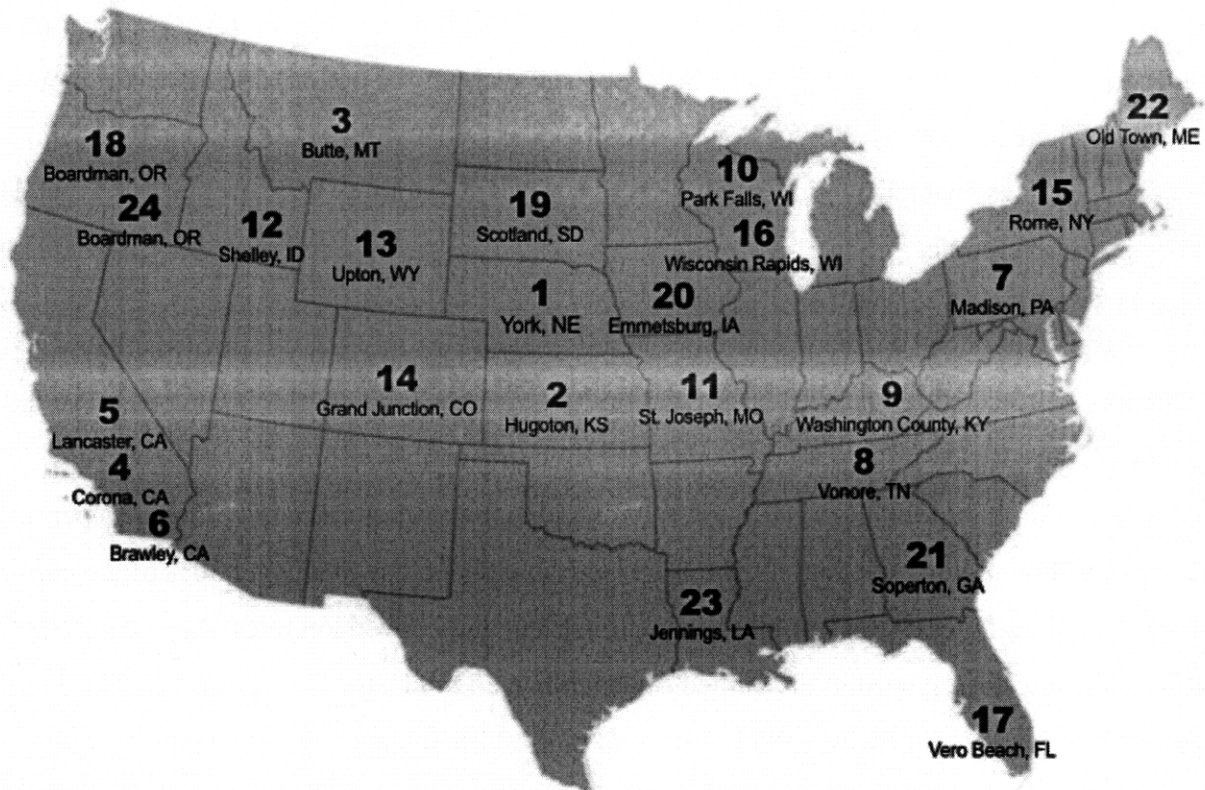 22
Old Town, ME
3
Butte, MT
18
Boardman, OR
10
Park Falls, WI
15
Rome, NY
19
Scotland, SD
24
Boardman, OR
12
Shelley, ID
13
Upton, WY
16
Wisconsin Rapids, WI
7
Madison, PA
1
York, NE
20
Emmetsburg, IA
14
Grand Junction, CO
2
Hugoton, KS
11
St. Joseph, MO
9
Washington County, KY
5
Lancaster, CA
4
Corona, CA
8
Vonore, TN
6
Brawley, CA
21
Soperton, GA
23
Jennings, LA
17
Vero Beach, FL